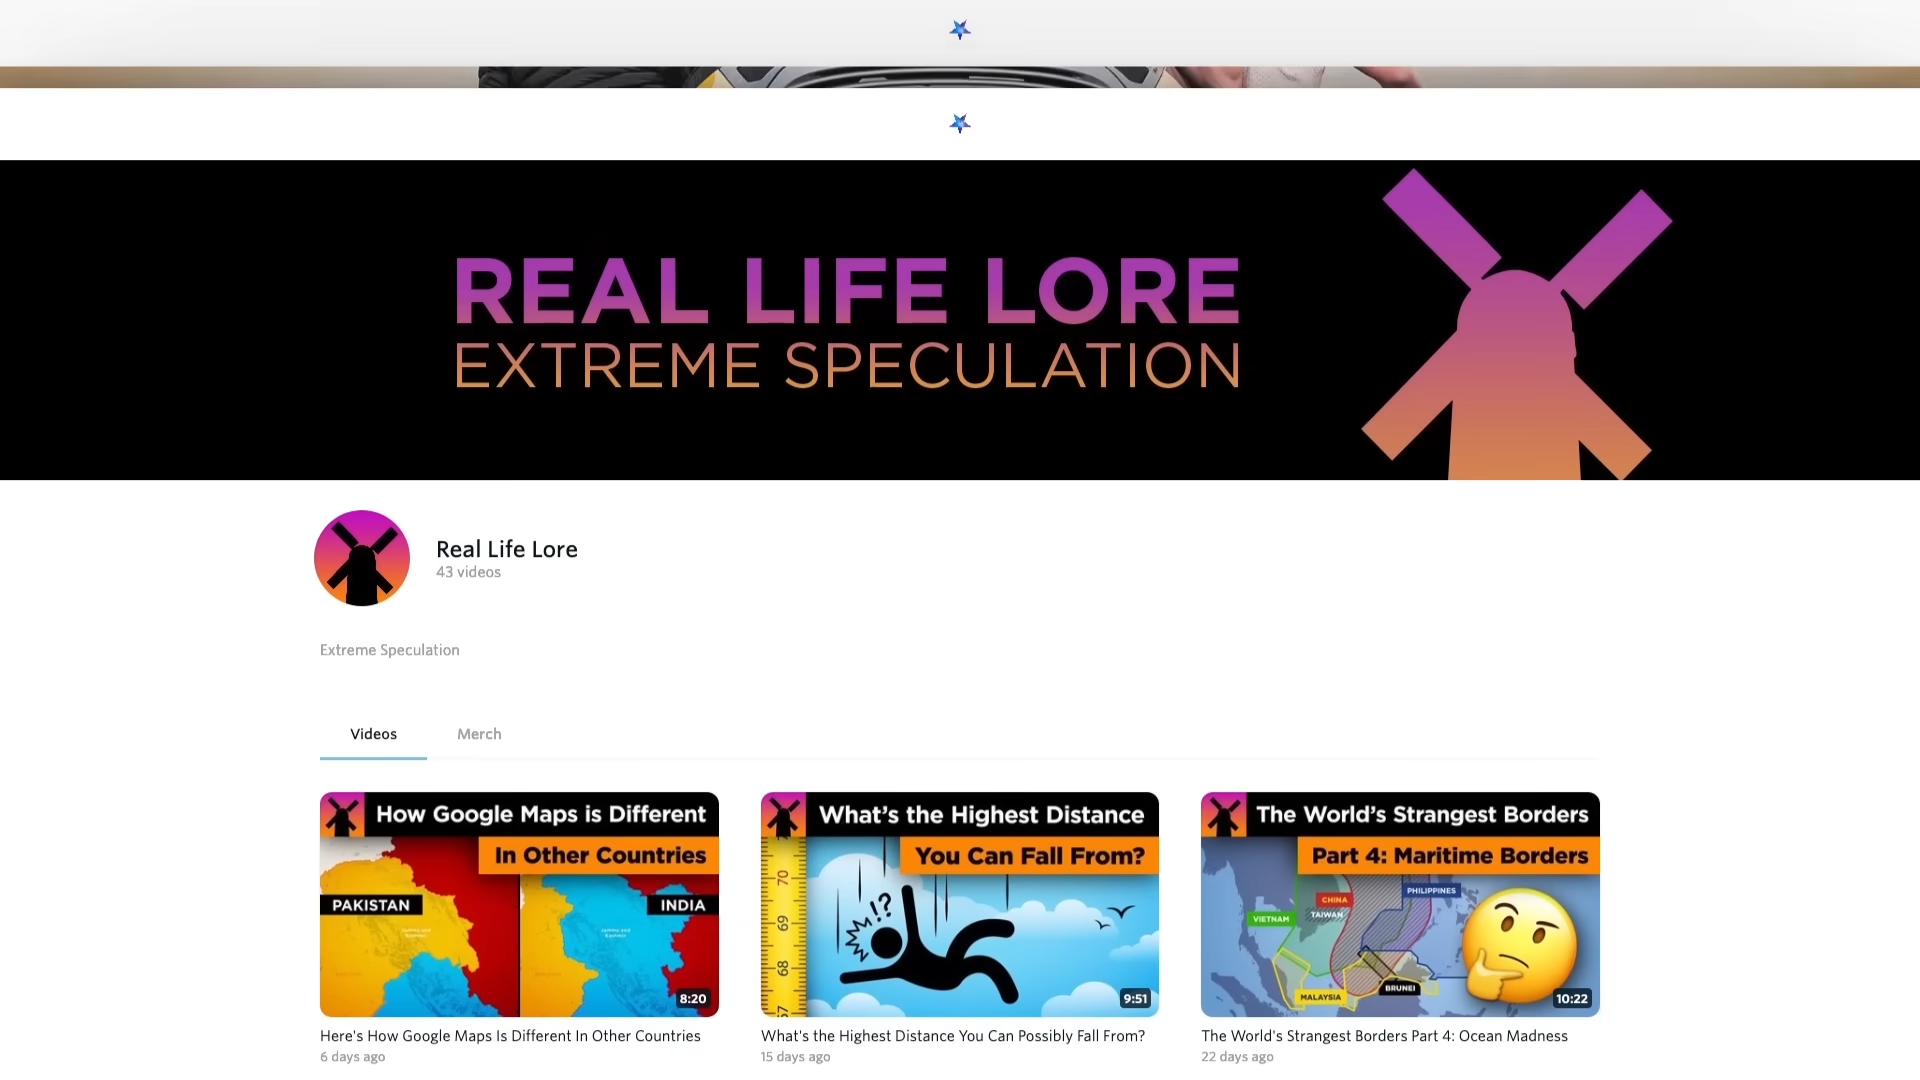 REAL LIFE LORE
EXTREME SPECULATION
Real Life Lore
43 videos
Extreme Speculation
Videos
Merch
How Google Maps is Different
In Other Countries
PAKISTAN
INDIA
8:20
Here's How Google Maps Is Different In Other Countries
6 days ago
What's the Highest Distance
You Can Fall From?
70
69
68
67
!?
9:51
What's the Highest Distance You Can Possibly Fall From?
15 days ago
The World's Strangest Borders
Part 4: Maritime Borders
PHILIPPINES
CHINA
TAIWAN
VIETNAM
BRUNEI
MALAYSIA
10:22
The World's Strangest Borders Part 4: Ocean Madness
22 days ago